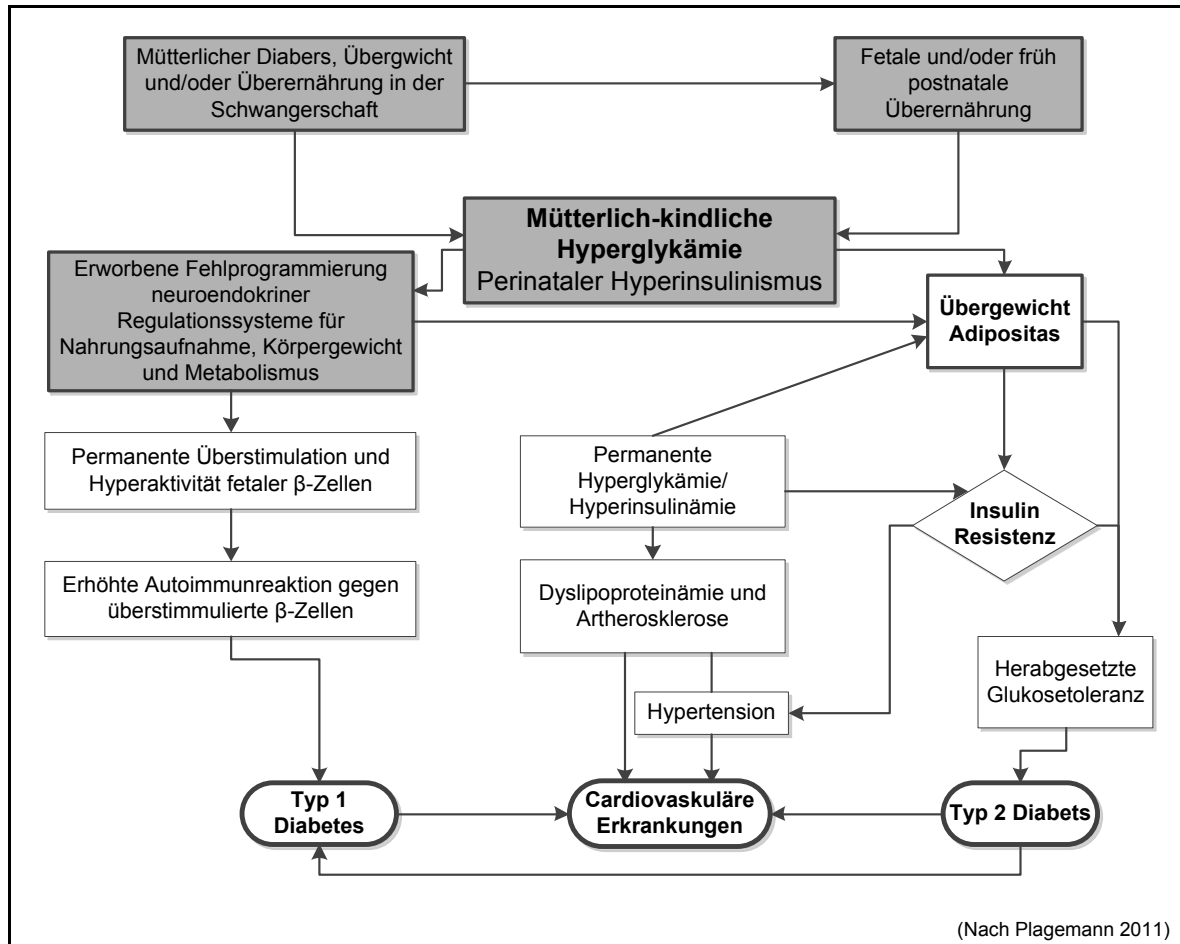 Mütterlicher Diabers, Übergwicht
und/oder Überernährung in der
Schwangerschaft
Fetale und/oder früh
postnatale
Überernährung
Mütterlich-kindliche
Hyperglykämie
Perinataler Hyperinsulinismus
Erworbene Fehlprogrammierung
neuroendokriner
Regulationssysteme für
Nahrungsaufnahme, Körpergewicht
und Metabolismus
Übergewicht
Adipositas
Permanente Überstimulation und
Hyperaktivität fetaler β-Zellen
Permanente
Hyperglykämie/
Hyperinsulinämie
Insulin
Resistenz
Erhöhte Autoimmunreaktion gegen
überstimmulierte β-Zellen
Dyslipoproteinämie und
Artherosklerose
Herabgesetzte
Glukosetoleranz
Hypertension
Typ 1
Diabetes
Cardiovaskuläre
Erkrankungen
Typ 2 Diabets
(Nach Plagemann 2011)